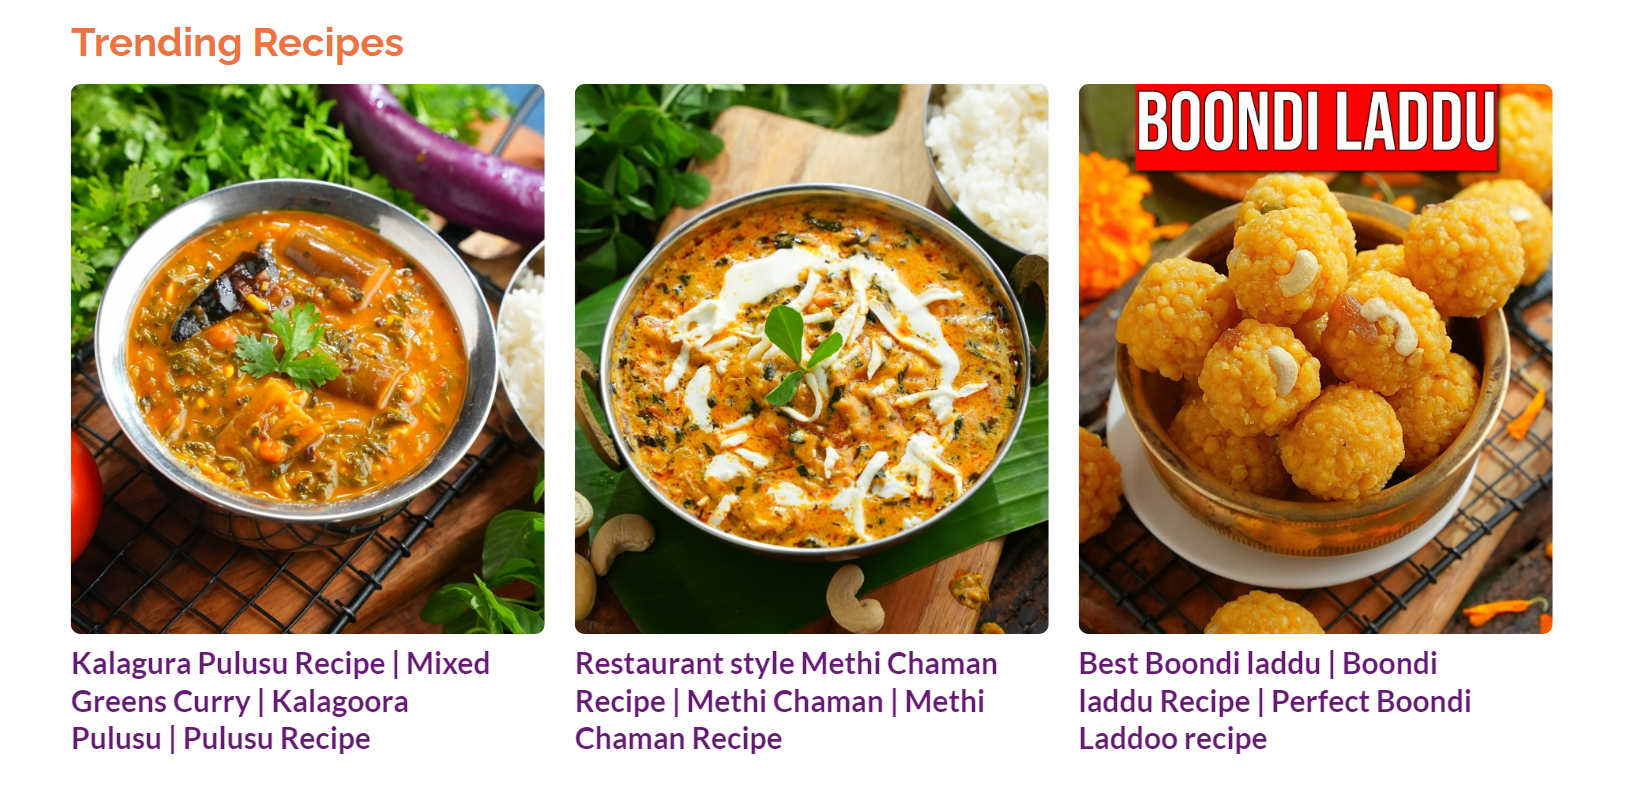 Trending Recipes
BOONDI LADDU
Kalagura Pulusu Recipe | Mixed
Greens Curry | Kalagoora
Pulusu | Pulusu Recipe
Restaurant style Methi Chaman
Recipe | Methi Chaman | Methi
Chaman Recipe
Best Boondi laddu | Boondi
laddu Recipe | Perfect Boondi
Laddoo recipe